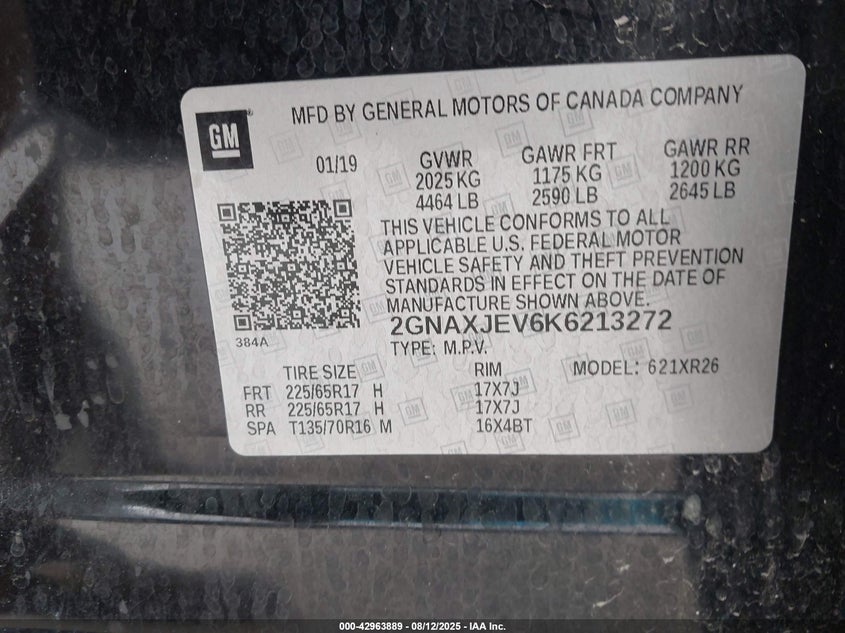 MFD BY GENERAL MOTORS OF CANADA COMPANY
GM
01/19
GVWR
2025 KG
4464 LB
GAWR FRT
1175 KG
2590 LB
GAWR RR
1200 KG
2645 LB
THIS VEHICLE CONFORMS TO ALL
APPLICABLE U.S. FEDERAL MOTOR
VEHICLE SAFETY AND THEFT PREVENTION
STANDARDS IN EFFECT ON THE DATE OF
MANUFACTURE SHOWN ABOVE.
2GNAXJEV6K6213272
TYPE: M.P.V.
384A
TIRE SIZE RIM MODEL: 621XR26
FRT 225/65R17 H 17X7J
RR 225/65R17 H 17X7J
SPA T135/70R16 M 16X4BT
000-42963889 - 08/12/2025 - IAA Inc.